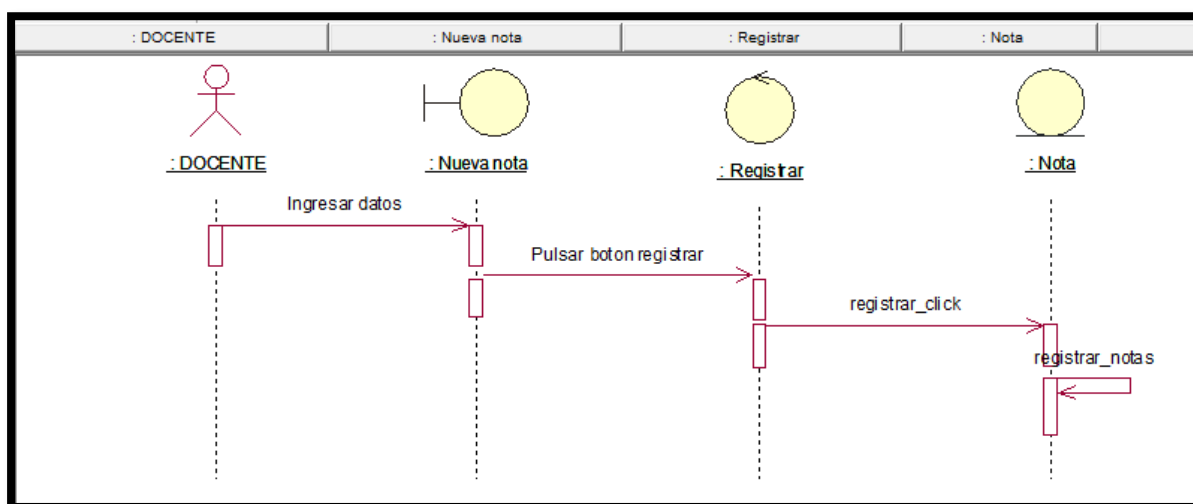 : DOCENTE
: Nueva nota
: Registrar
: Nota
: DOCENTE
: Nueva nota
: Registrar
: Nota
Ingresar datos
Pulsar boton registrar
registrar_click
registrar_notas